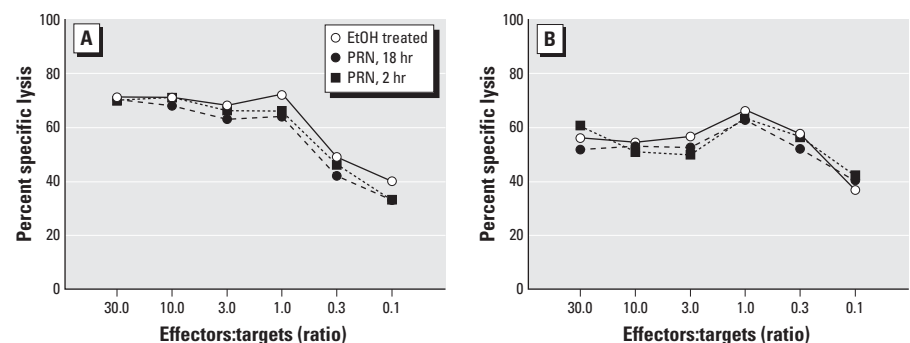 A
EtOH treated
PRN, 18 hr
PRN, 2 hr
Percent specific lysis
100
80
60
40
20
0
30.0 10.0 3.0 1.0 0.3 0.1
Effectors:targets (ratio)
B
Percent specific lysis
100
80
60
40
20
0
30.0 10.0 3.0 1.0 0.3 0.1
Effectors:targets (ratio)